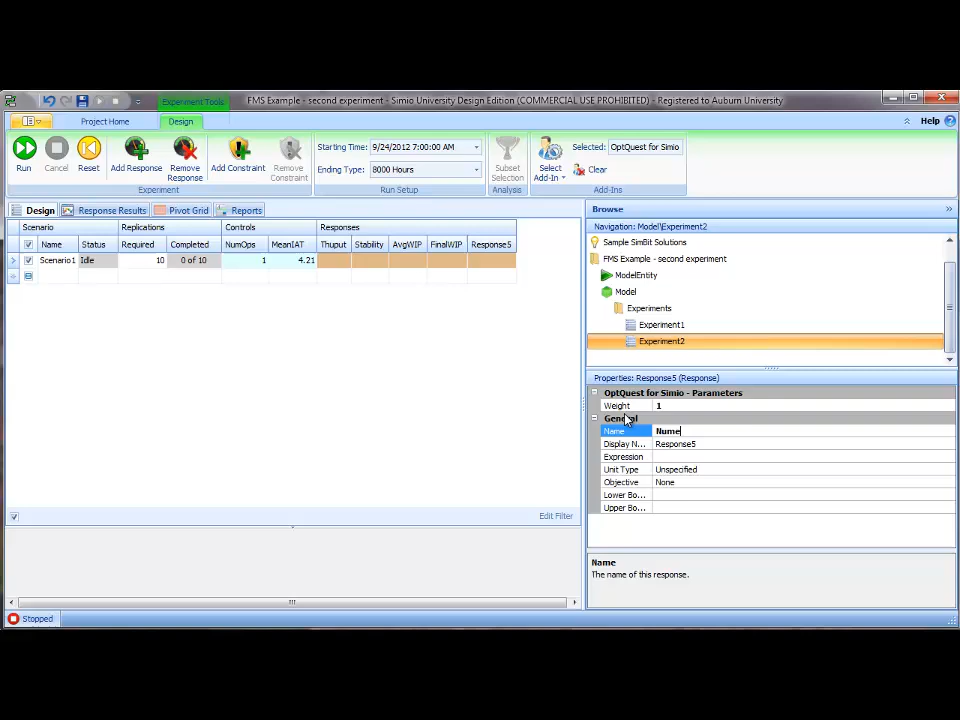 Experiment Tools
FMS Example - second experiment - Simio University Design Edition (COMMERCIAL USE PROHIBITED) - Registered to Auburn University
Project Home
Design
Help
Run
Cancel
Reset
Add Response
Remove Response
Add Constraint
Remove Constraint
Starting Time: 9/24/2012 7:00:00 AM
Ending Type: 8000 Hours
Subset Selection
Select Add-In
Selected: OptQuest for Simio
Clear
Experiment
Run Setup
Analysis
Add-Ins
Design
Response Results
Pivot Grid
Reports
Scenario Replications Controls Responses
Name Status Required Completed NumOps MeanIAT Thuput Stability AvgWIP FinalWIP Response5
Scenario1 Idle 10 0 of 10 1 4.21
Edit Filter
Browse
Navigation: Model\Experiment2
Sample SimBit Solutions
FMS Example - second experiment
ModelEntity
Model
Experiments
Experiment1
Experiment2
Properties: Response5 (Response)
OptQuest for Simio - Parameters
Weight 1
General
Name Nume
Display N... Response5
Expression
Unit Type Unspecified
Objective None
Lower Bo...
Upper Bo...
Name
The name of this response.
Stopped